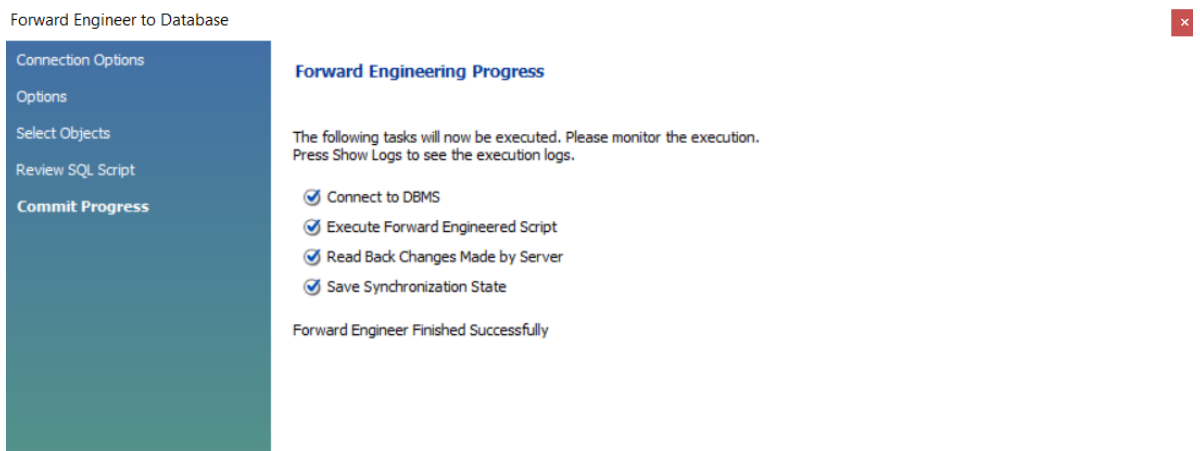 Forward Engineer to Database
Connection Options
Options
Select Objects
Review SQL Script
Commit Progress
Forward Engineering Progress
The following tasks will now be executed. Please monitor the execution.
Press Show Logs to see the execution logs.
Connect to DBMS
Execute Forward Engineered Script
Read Back Changes Made by Server
Save Synchronization State
Forward Engineer Finished Successfully